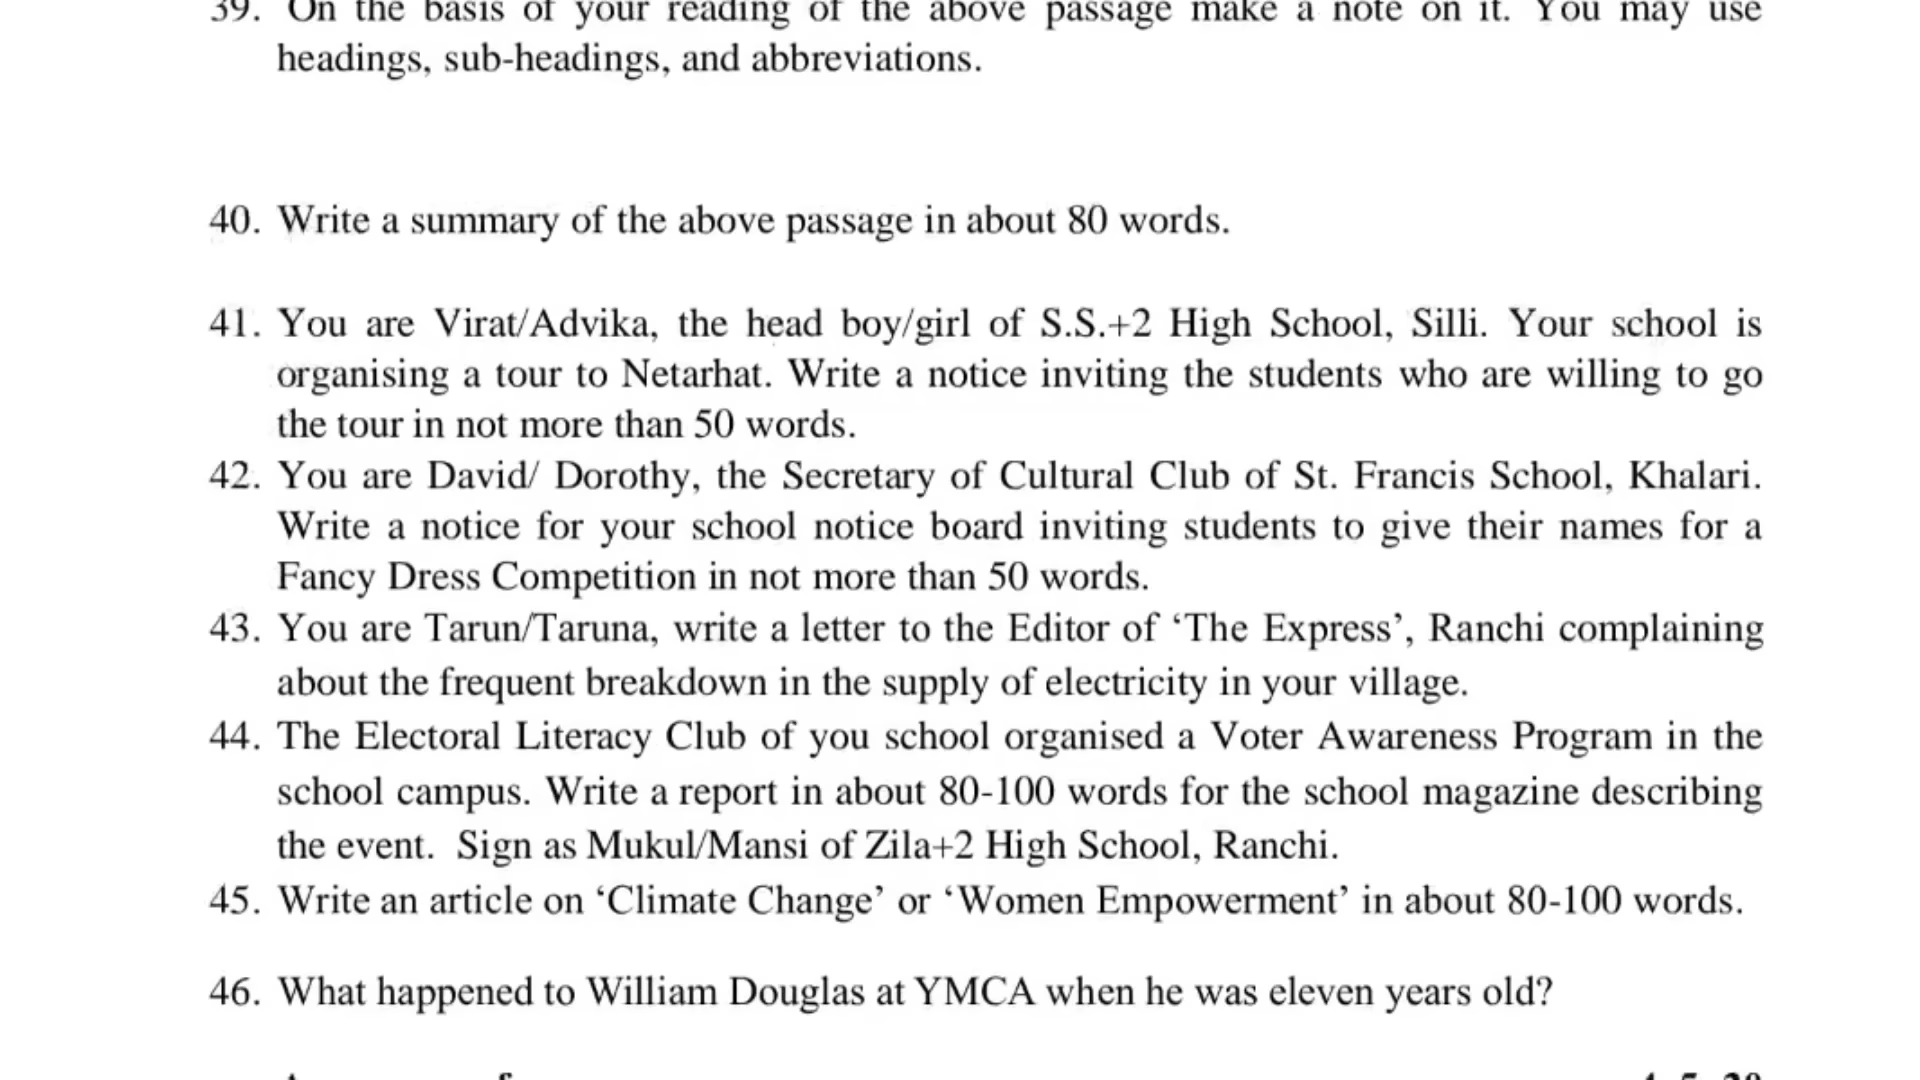 39. On the basis of your reading of the above passage make a note on it. You may use
headings, sub-headings, and abbreviations.
40. Write a summary of the above passage in about 80 words.
41. You are Virat/Advika, the head boy/girl of S.S.+2 High School, Silli. Your school is
organising a tour to Netarhat. Write a notice inviting the students who are willing to go
the tour in not more than 50 words.
42. You are David/ Dorothy, the Secretary of Cultural Club of St. Francis School, Khalari.
Write a notice for your school notice board inviting students to give their names for a
Fancy Dress Competition in not more than 50 words.
43. You are Tarun/Taruna, write a letter to the Editor of ‘The Express’, Ranchi complaining
about the frequent breakdown in the supply of electricity in your village.
44. The Electoral Literacy Club of you school organised a Voter Awareness Program in the
school campus. Write a report in about 80-100 words for the school magazine describing
the event.  Sign as Mukul/Mansi of Zila+2 High School, Ranchi.
45. Write an article on ‘Climate Change’ or ‘Women Empowerment’ in about 80-100 words.
46. What happened to William Douglas at YMCA when he was eleven years old?